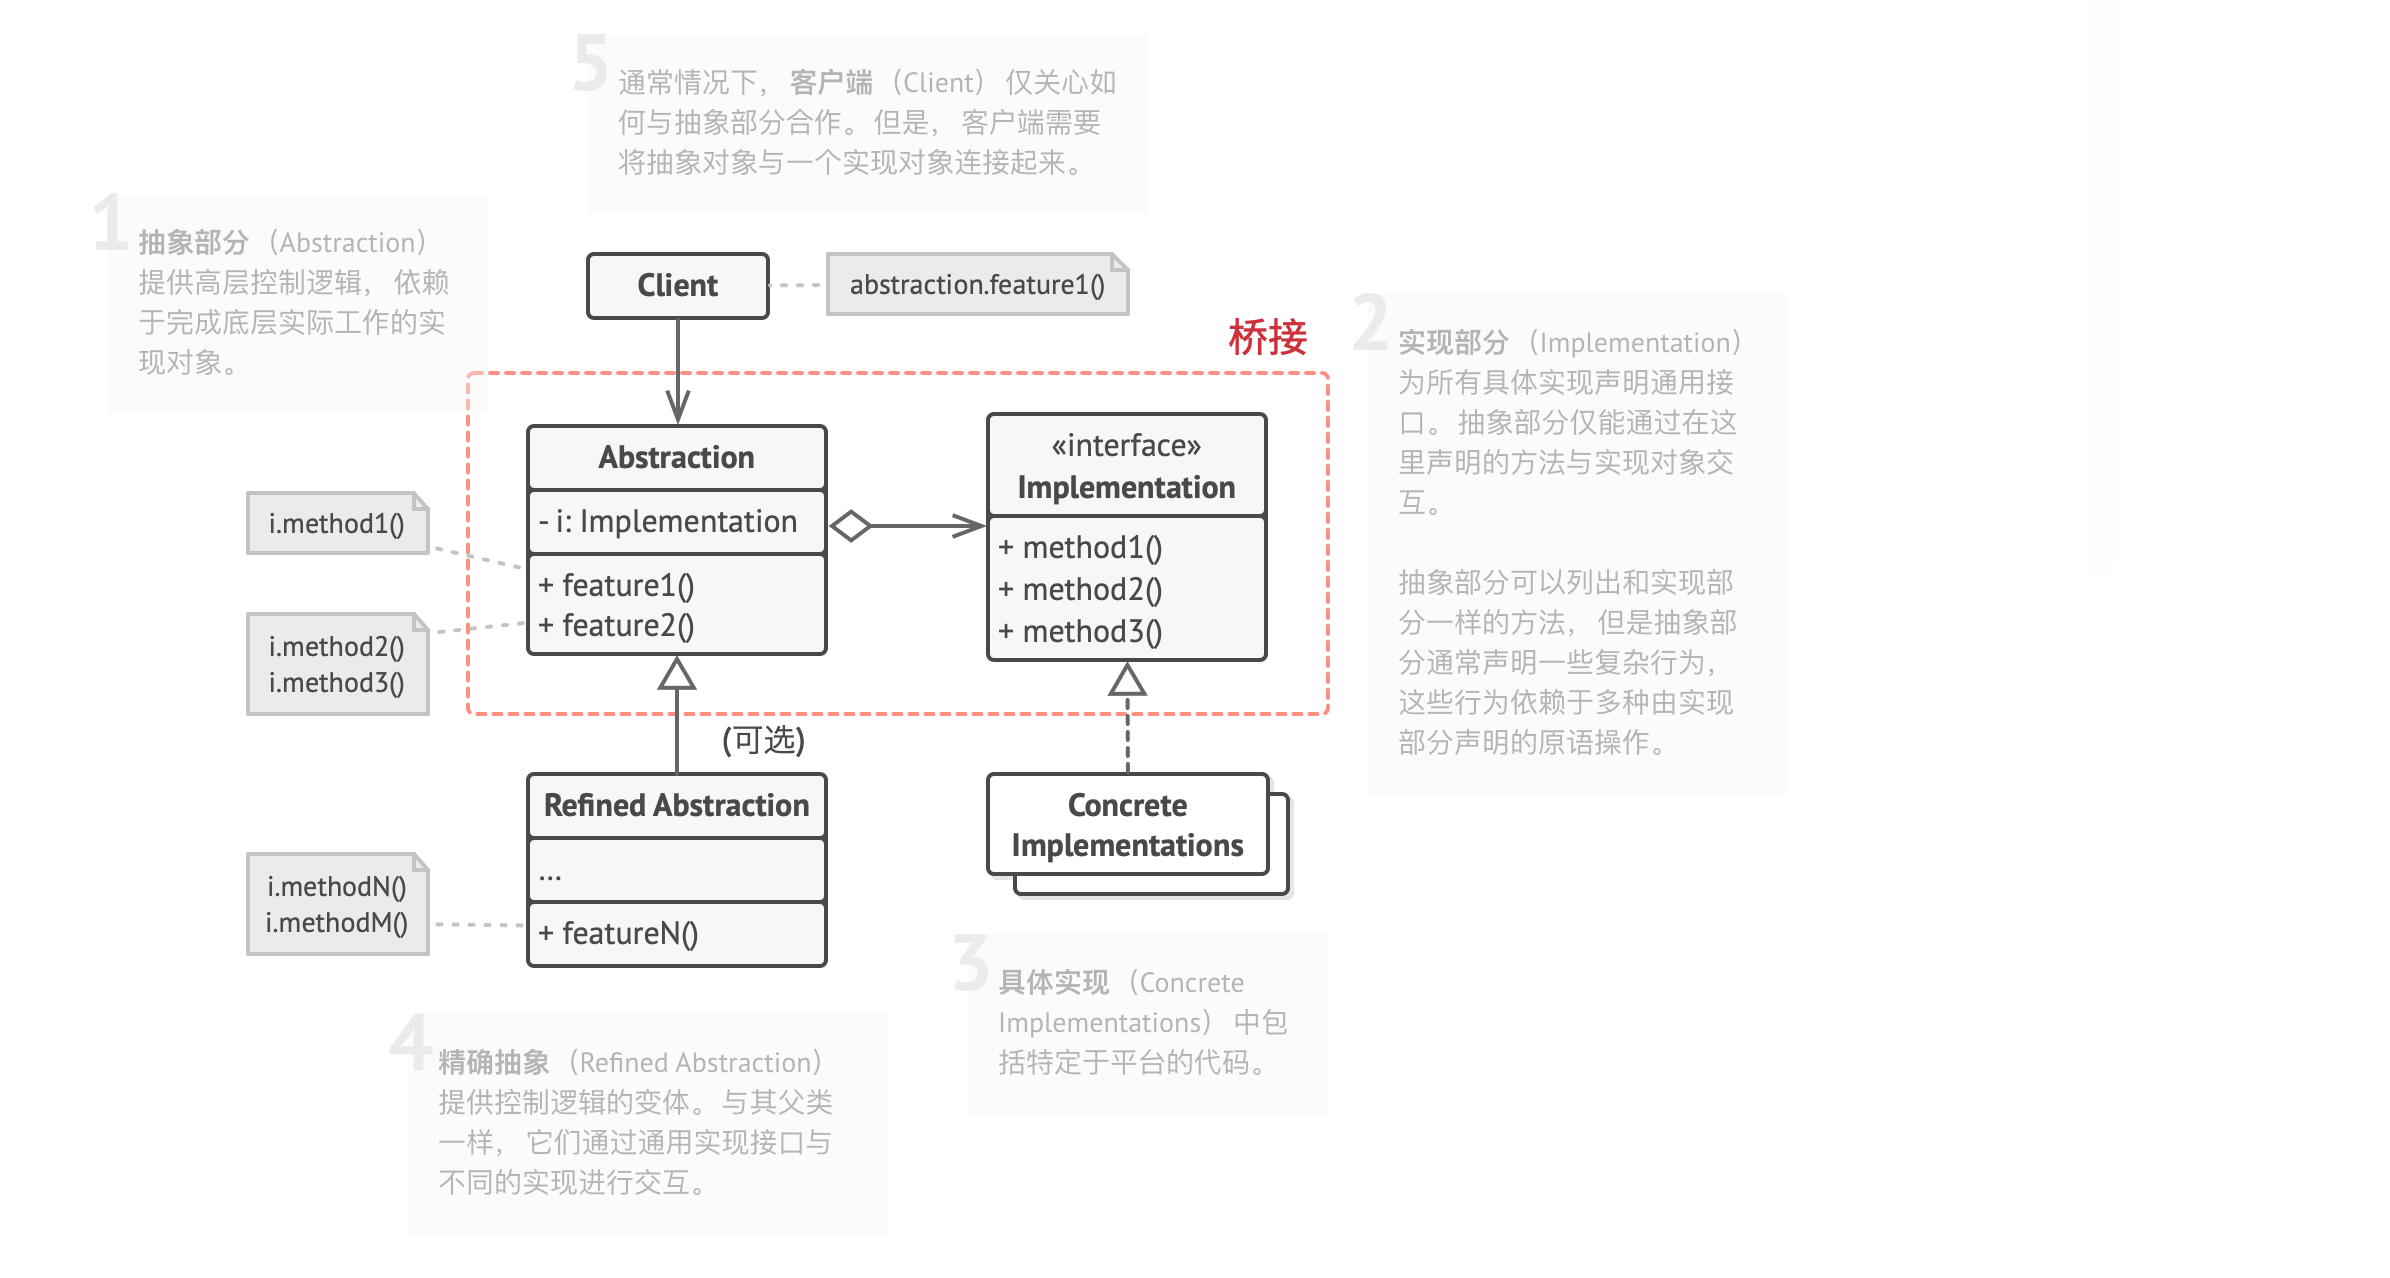 5
通常情况下， 客户端 （Client） 仅关心如
何与抽象部分合作。 但是， 客户端需要
将抽象对象与一个实现对象连接起来。
1
抽象部分 （Abstraction）
提供高层控制逻辑， 依赖
于完成底层实际工作的实
现对象。
Client
abstraction.feature1()
桥接
2
实现部分 （Implementation）
为所有具体实现声明通用接
口。 抽象部分仅能通过在这
里声明的方法与实现对象交
互。
抽象部分可以列出和实现部
分一样的方法， 但是抽象部
分通常声明一些复杂行为，
这些行为依赖于多种由实现
部分声明的原语操作。
Abstraction
- i: Implementation
+ feature1()
+ feature2()
«interface»
Implementation
+ method1()
+ method2()
+ method3()
i.method1()
i.method2()
i.method3()
(可选)
Refined Abstraction
...
+ featureN()
Concrete
Implementations
i.methodN()
i.methodM()
3
具体实现 （Concrete
Implementations） 中包
括特定于平台的代码。
4
精确抽象 （Refined Abstraction）
提供控制逻辑的变体。 与其父类
一样， 它们通过通用实现接口与
不同的实现进行交互。